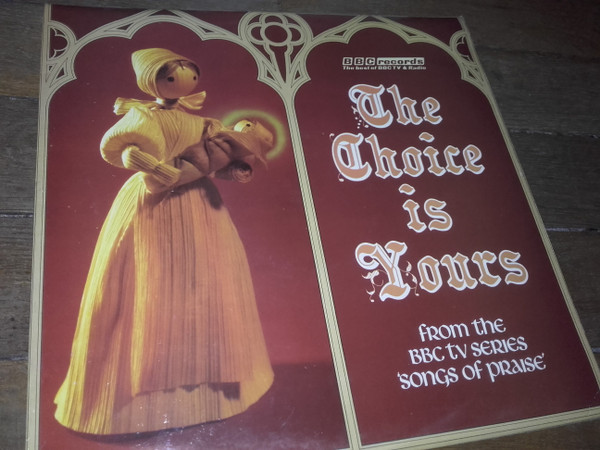 BBC records
The best of BBC TV & Radio
The
Choice
is
Yours
from the
BBC tv series
'songs of praise'